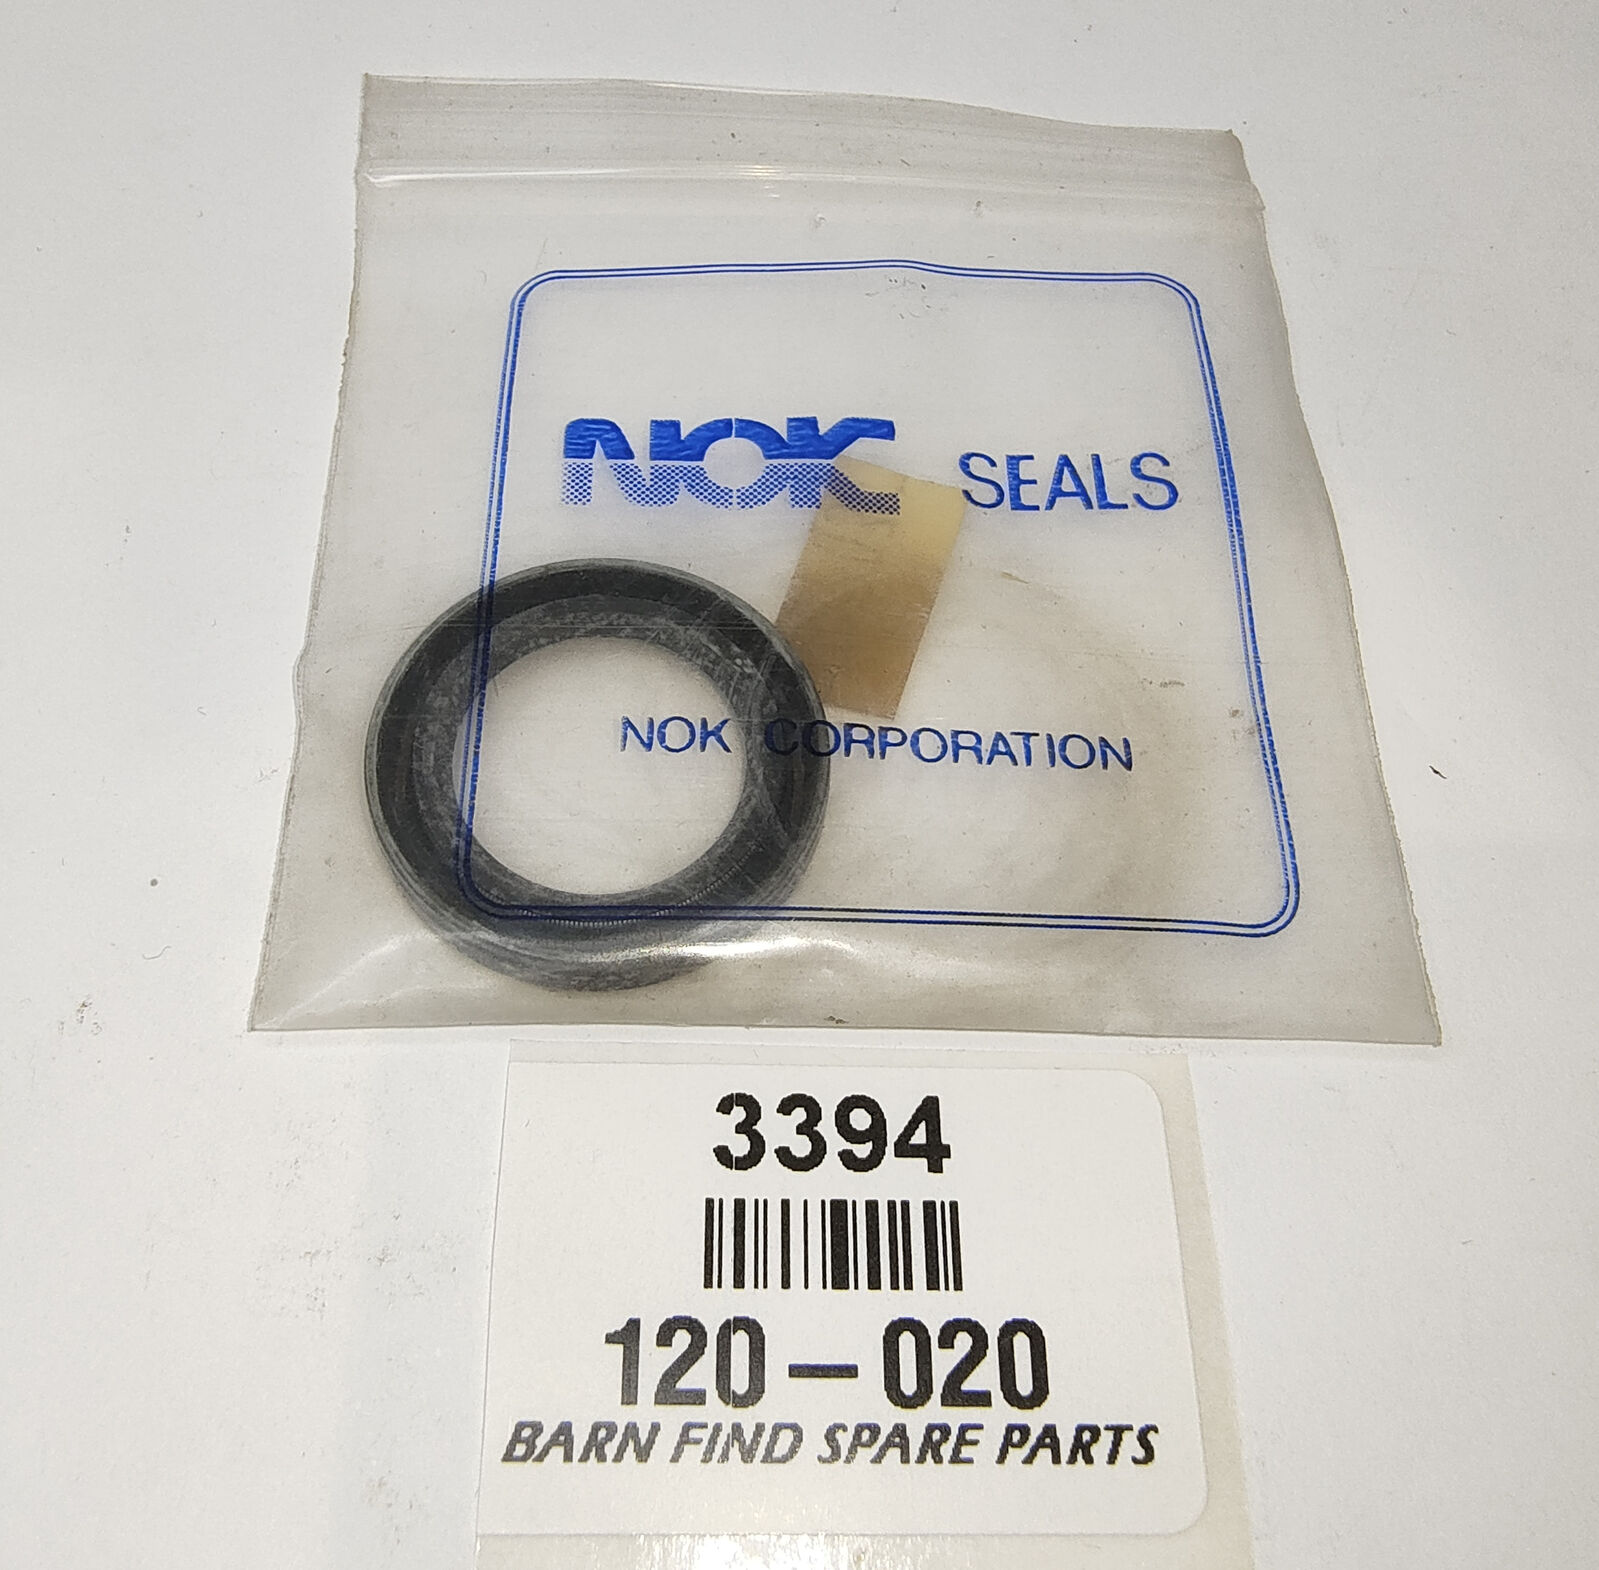 NOK SEALS
NOK CORPORATION
3394
120-020
BARN FIND SPARE PARTS